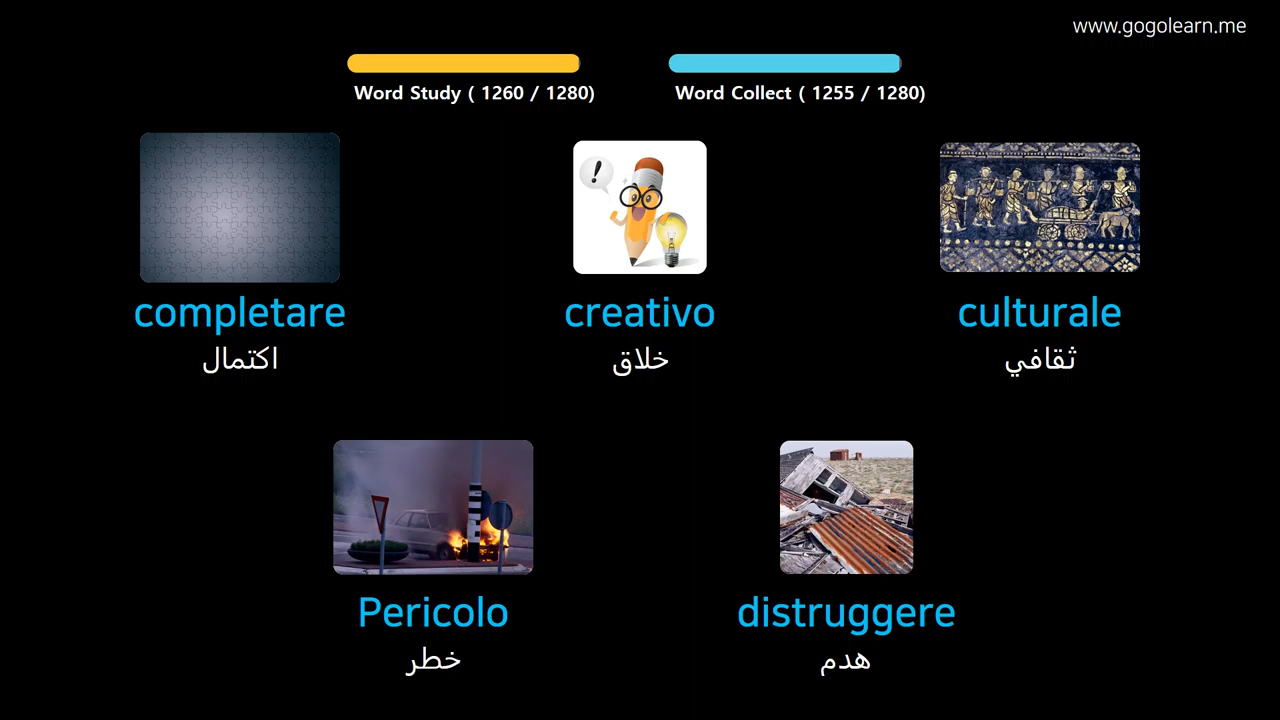 www.gogolearn.me
Word Study ( 1260 / 1280)
Word Collect ( 1255 / 1280)
!
completare
اكتمال
creativo
خلاق
culturale
ثقافي
Pericolo
خطر
distruggere
هدم